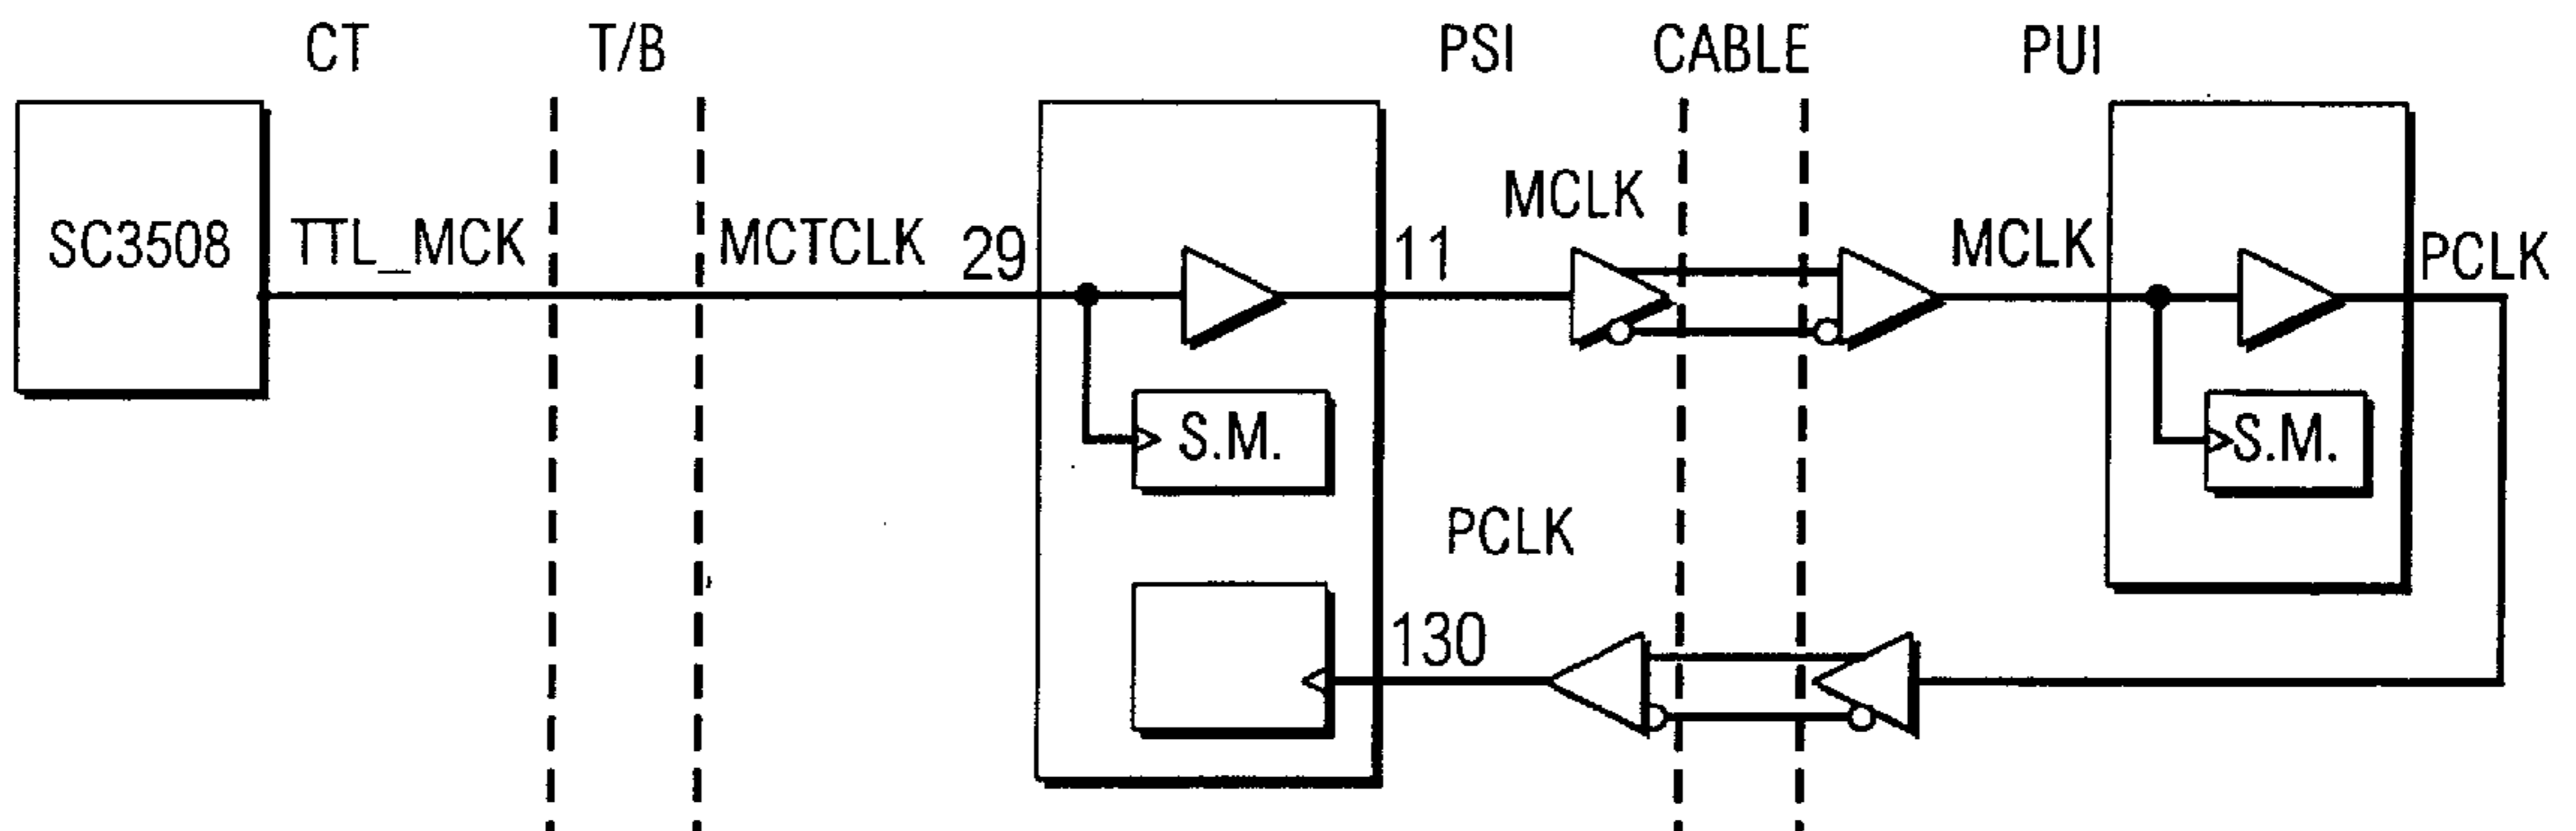 CT T/B PSI CABLE PUI
SC3508 TTL_MCK MCTCLK 29 11 MCLK MCLK PCLK
S.M. S.M.
PCLK
130